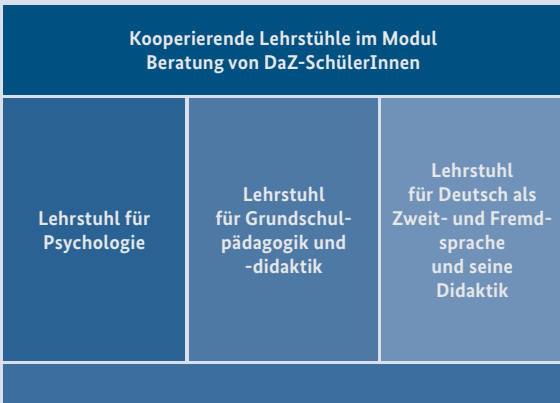 Kooperierende Lehrstühle im Modul
Beratung von DaZ-SchülerInnen
Lehrstuhl für
Psychologie
Lehrstuhl
für Grundschul-
pädagogik und
-didaktik
Lehrstuhl
für Deutsch als
Zweit- und Fremd-
sprache
und seine
Didaktik